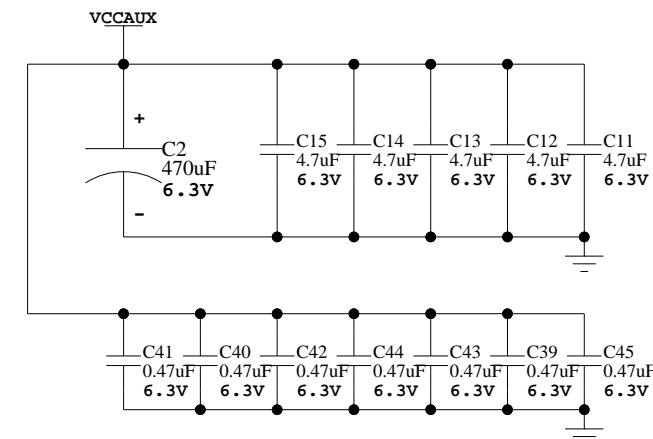 VCCAUX
+
C2
470uF
6.3V
-
C15
4.7uF
6.3V
C14
4.7uF
6.3V
C13
4.7uF
6.3V
C12
4.7uF
6.3V
C11
4.7uF
6.3V
C41
0.47uF
6.3V
C40
0.47uF
6.3V
C42
0.47uF
6.3V
C44
0.47uF
6.3V
C43
0.47uF
6.3V
C39
0.47uF
6.3V
C45
0.47uF
6.3V